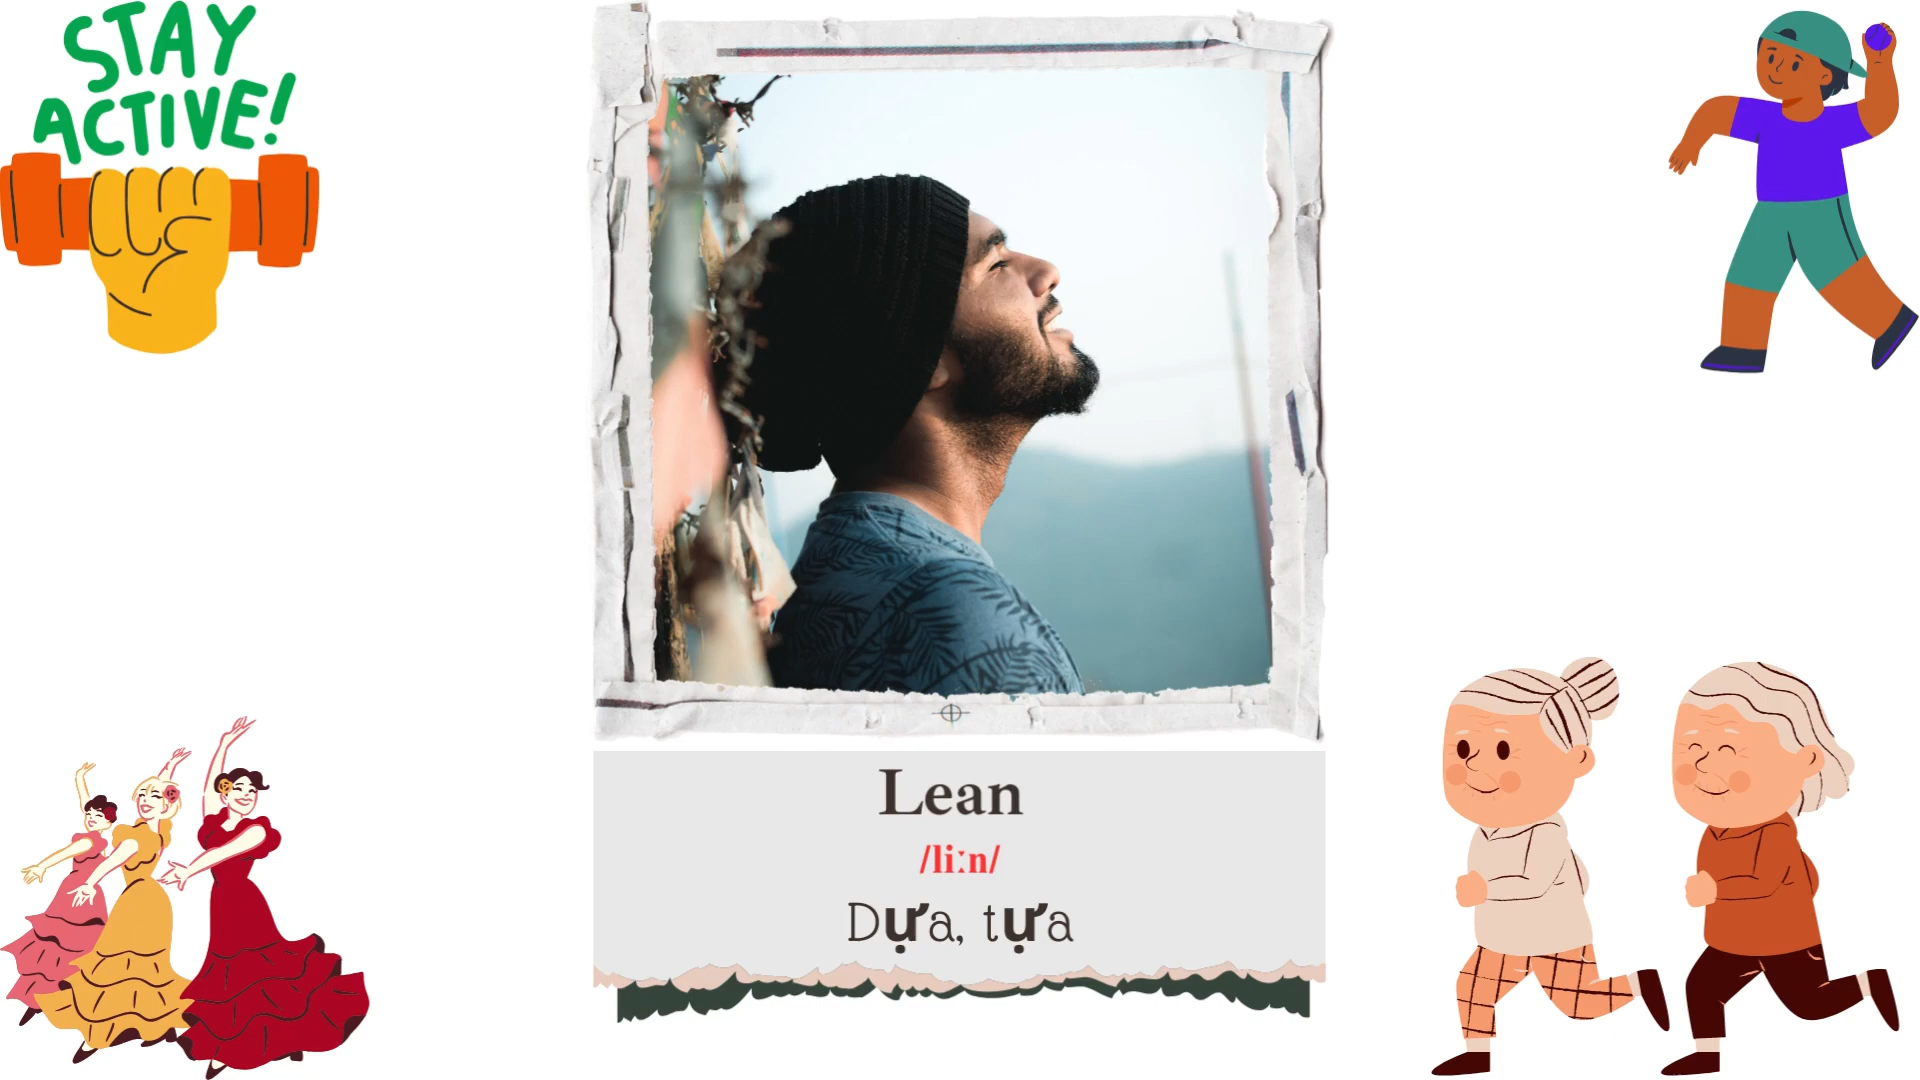 STAY
ACTIVE!
Lean
/liːn/
Dựa, tựa